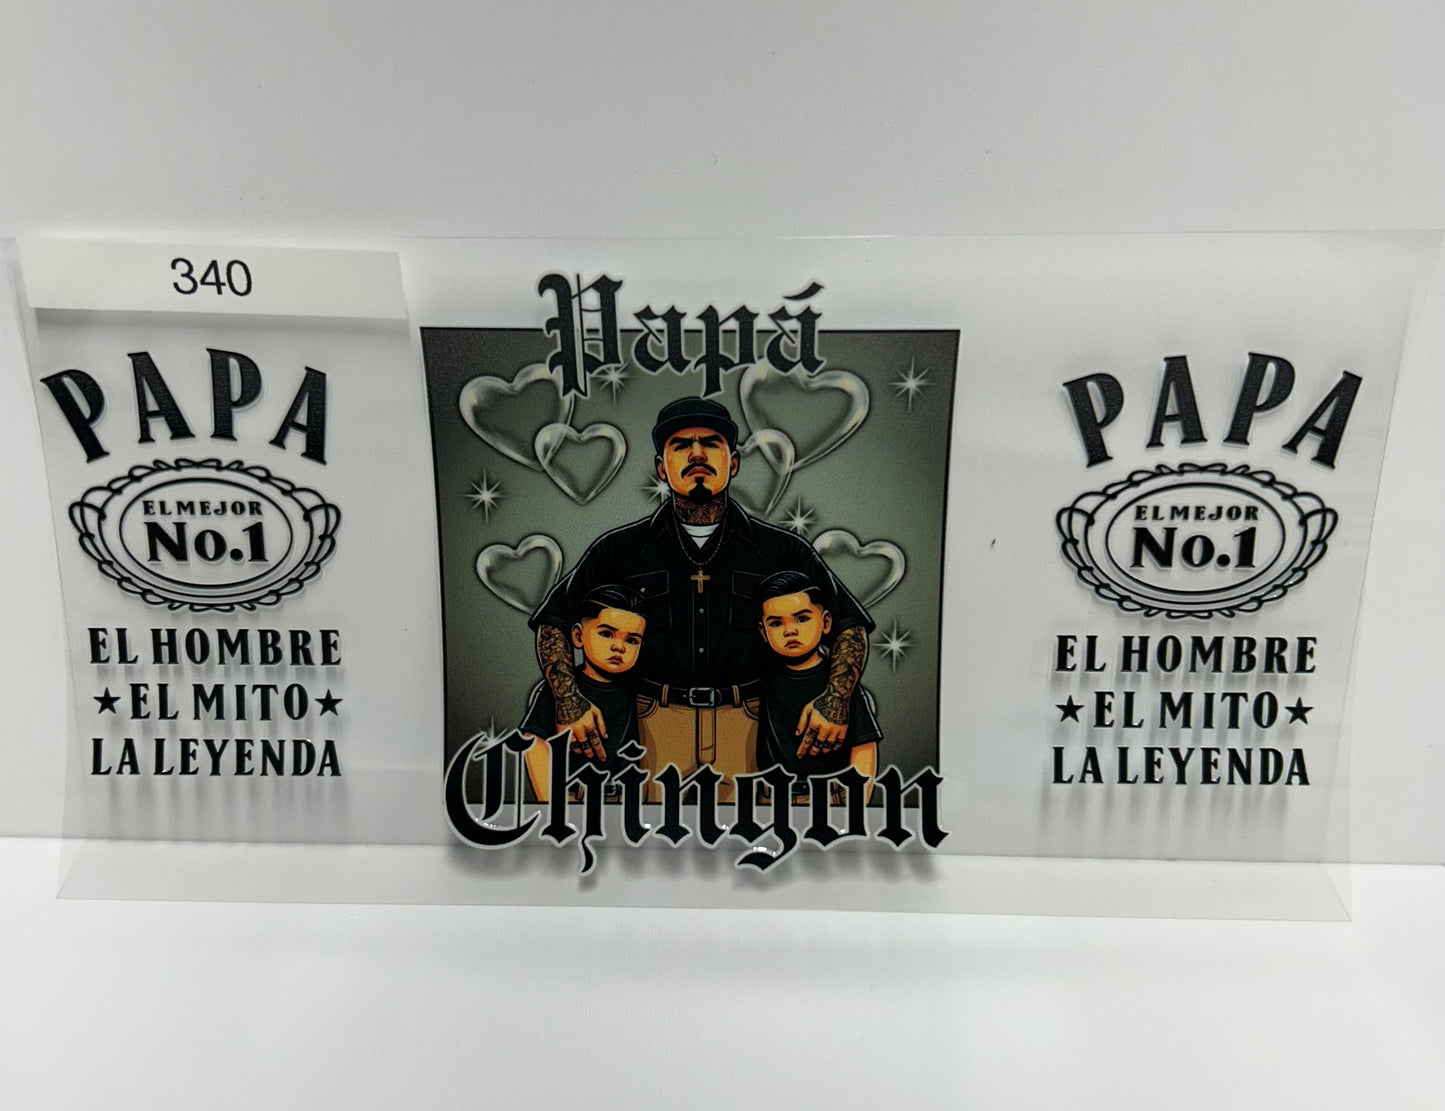 340
PAPA
EL MEJOR
No.1
EL HOMBRE
★EL MITO★
LA LEYENDA
Papá
Chingon
PAPA
EL MEJOR
No.1
EL HOMBRE
★EL MITO★
LA LEYENDA